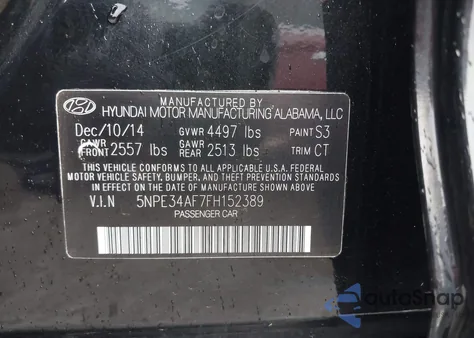 MANUFACTURED BY
HYUNDAI MOTOR MANUFACTURING ALABAMA, LLC
Dec/10/14 GVWR 4497 lbs PAINT S3
GAWR FRONT 2557 lbs GAWR REAR 2513 lbs TRIM CT
THIS VEHICLE CONFORMS TO ALL APPLICABLE U.S.A. FEDERAL
MOTOR VEHICLE SAFETY, BUMPER, AND THEFT PREVENTION STANDARDS
IN EFFECT ON THE DATE OF MANUFACTURE SHOWN ABOVE.
V.I.N 5NPE34AF7FH152389
PASSENGER CAR
autoSnap